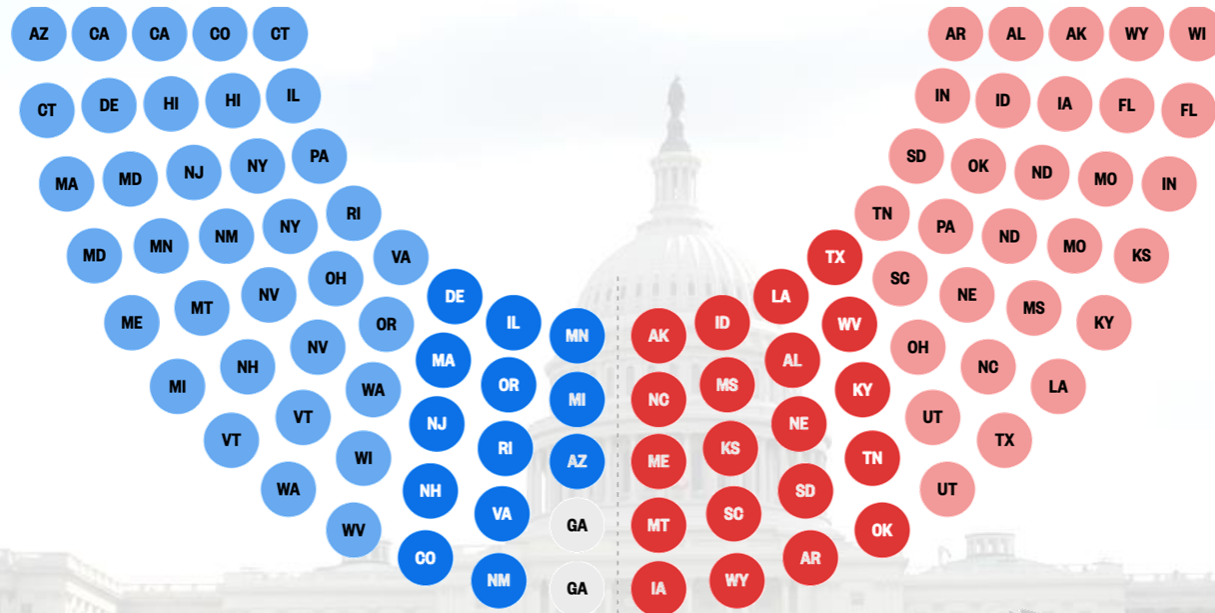 AZ CA CA CO CT AR AL AK WY WI
CT DE HI HI IL IN ID IA FL FL
MA MD NJ NY PA SD OK ND MO IN
MD MN NM NY RI TN PA ND MO KS
ME MT NV OH VA DE IL MN AK ID LA TX SC NE MS KY
MI NH NV OR MA OR MI NC MS AL WV OH NC LA
VT VT WA NJ RI AZ ME KS NE KY UT TX
WA WI NH VA GA MT SC SD TN UT
WV CO NM GA IA WY AR OK